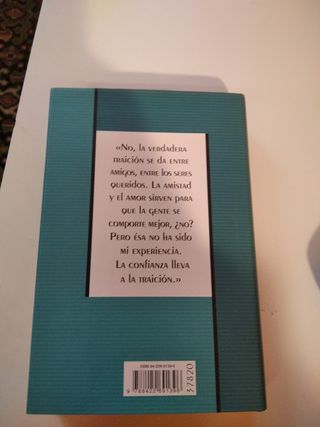 «No, la verdadera
traición se da entre
amigos, entre los seres
queridos. La amistad
y el amor sirven para
que la gente se
comporte mejor, ¿no?
Pero ésa no ha sido
mi experiencia.
La confianza lleva
a la traición.»
37820